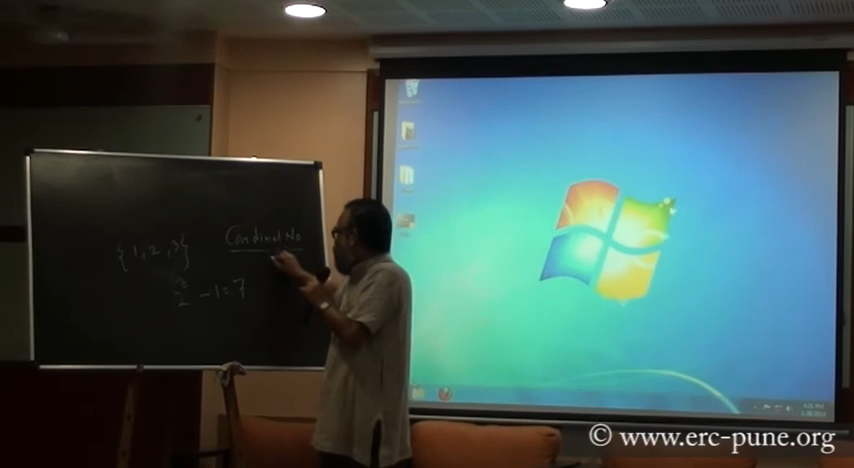 Cardinal No
{1, 2, 3}
2³ - 1 = 7
© www.erc-pune.org